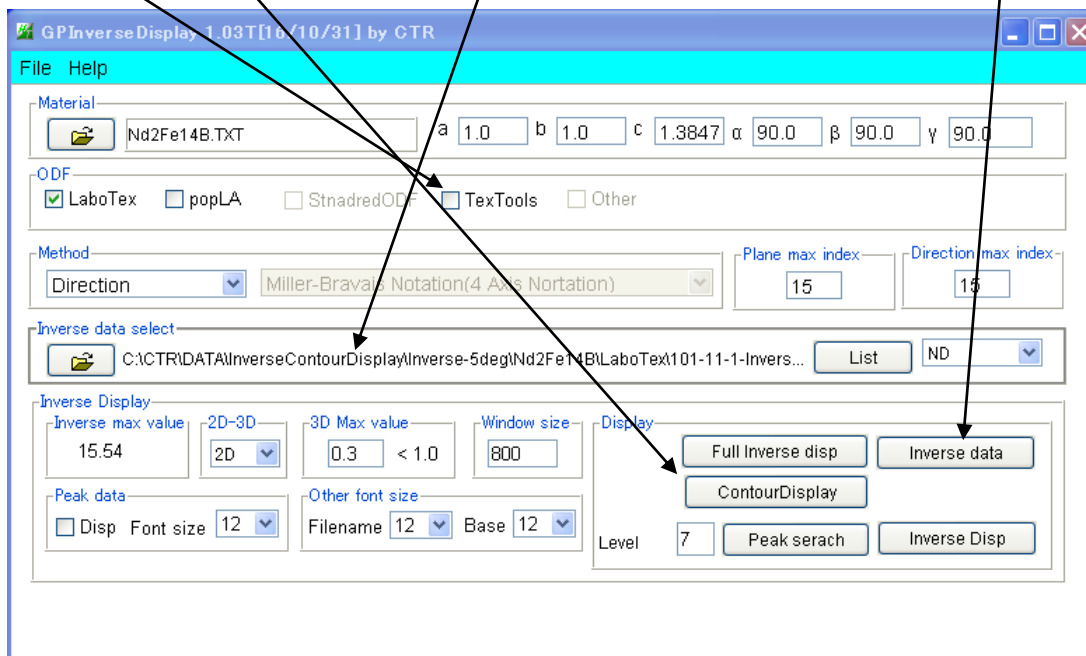 GPInverseDisplay 1.03T[16/10/31] by CTR
File Help
Material
Nd2Fe14B.TXT a 1.0 b 1.0 c 1.3847 α 90.0 β 90.0 γ 90.0
ODF
LaboTex popLA StnadredODF TexTools Other
Method Plane max index Direction max index
Direction Miller-Bravais Notation(4 Axis Nortation) 15 15
Inverse data select
C:\CTR\DATA\InverseContourDisplay\Inverse-5deg\Nd2Fe14B\LaboTex\101-11-1-Invers... List ND
Inverse Display
Inverse max value 2D-3D 3D Max value Window size Display
15.54 2D 0.3 < 1.0 800 Full Inverse disp Inverse data
ContourDisplay
Peak data Other font size
Disp Font size 12 Filename 12 Base 12 Level 7 Peak serach Inverse Disp